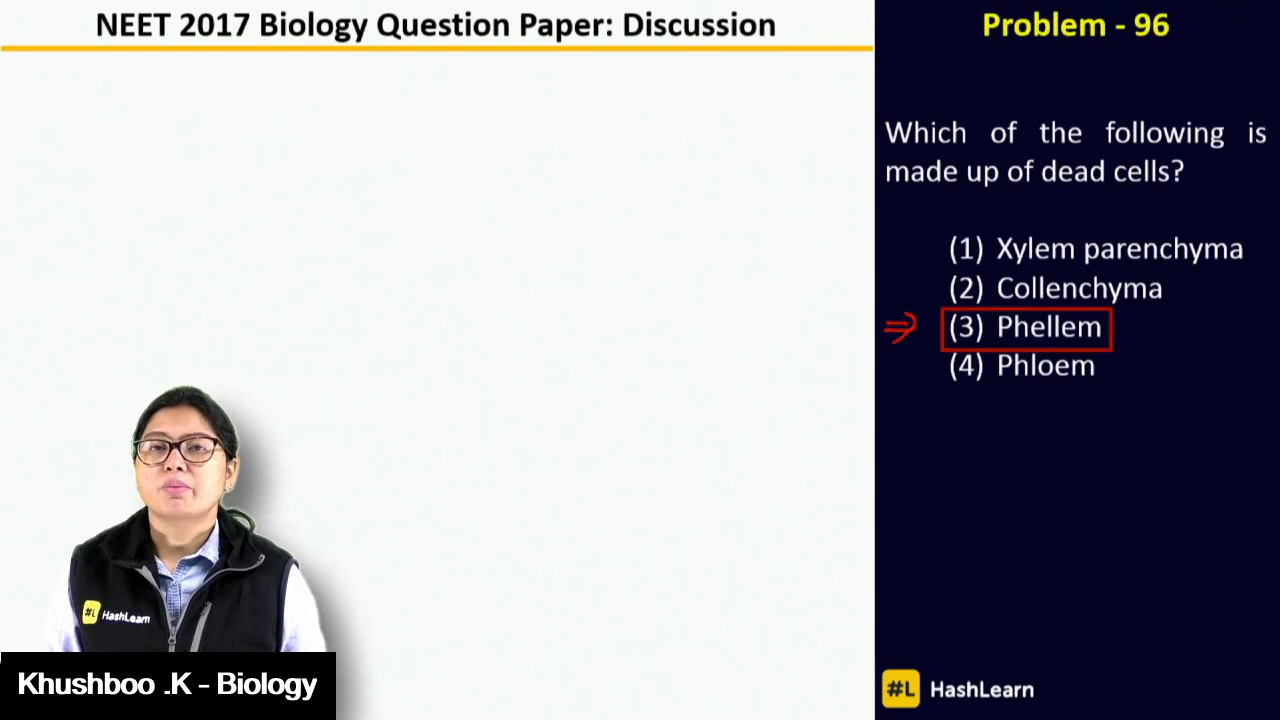 NEET 2017 Biology Question Paper: Discussion
Problem - 96
Which of the following is
made up of dead cells?
(1) Xylem parenchyma
(2) Collenchyma
(3) Phellem
(4) Phloem
#L HashLearn
Khushboo .K - Biology
#L HashLearn